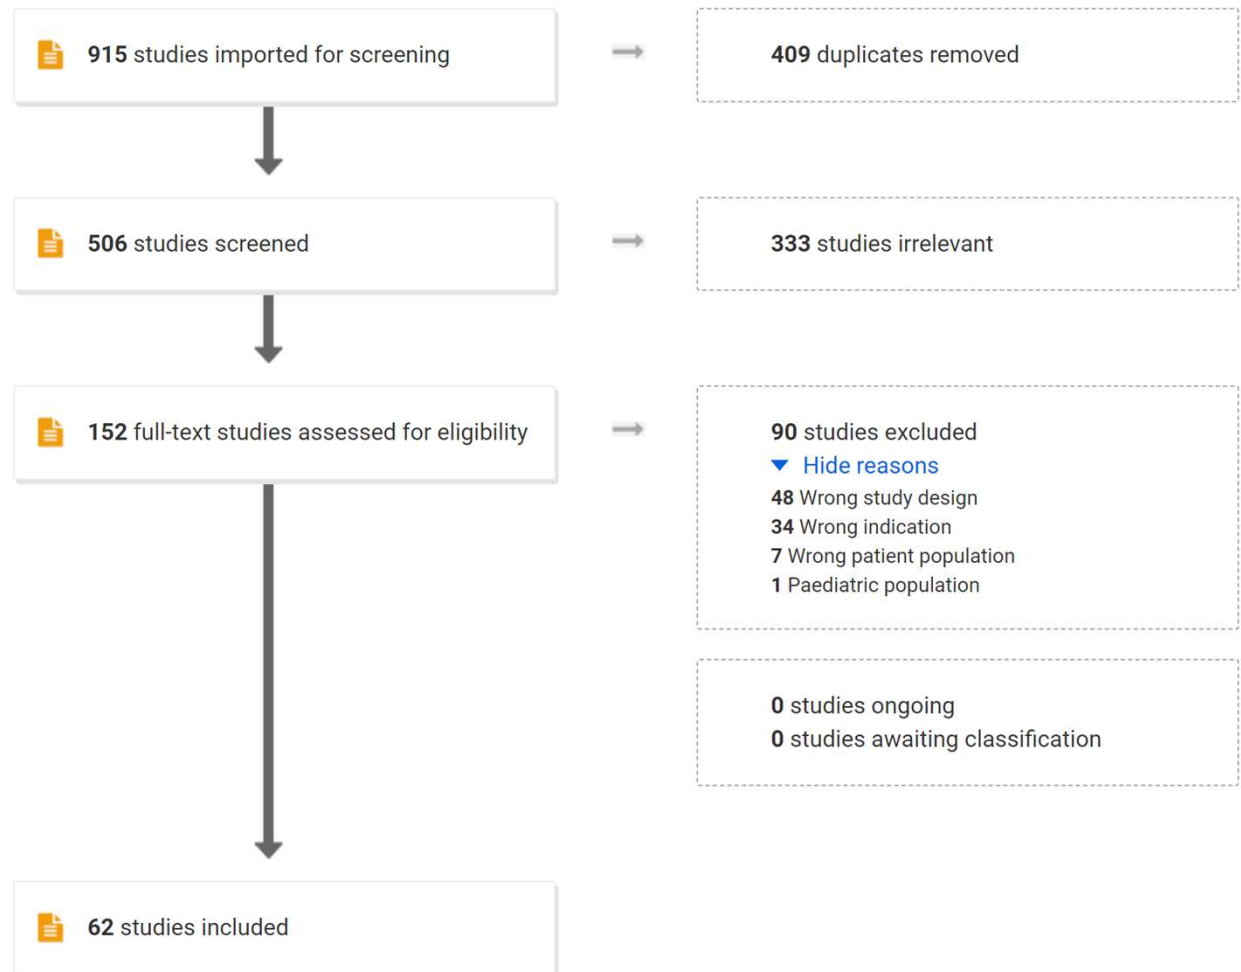 915 studies imported for screening
409 duplicates removed
506 studies screened
333 studies irrelevant
152 full-text studies assessed for eligibility
90 studies excluded
Hide reasons
48 Wrong study design
34 Wrong indication
7 Wrong patient population
1 Paediatric population
0 studies ongoing
0 studies awaiting classification
62 studies included